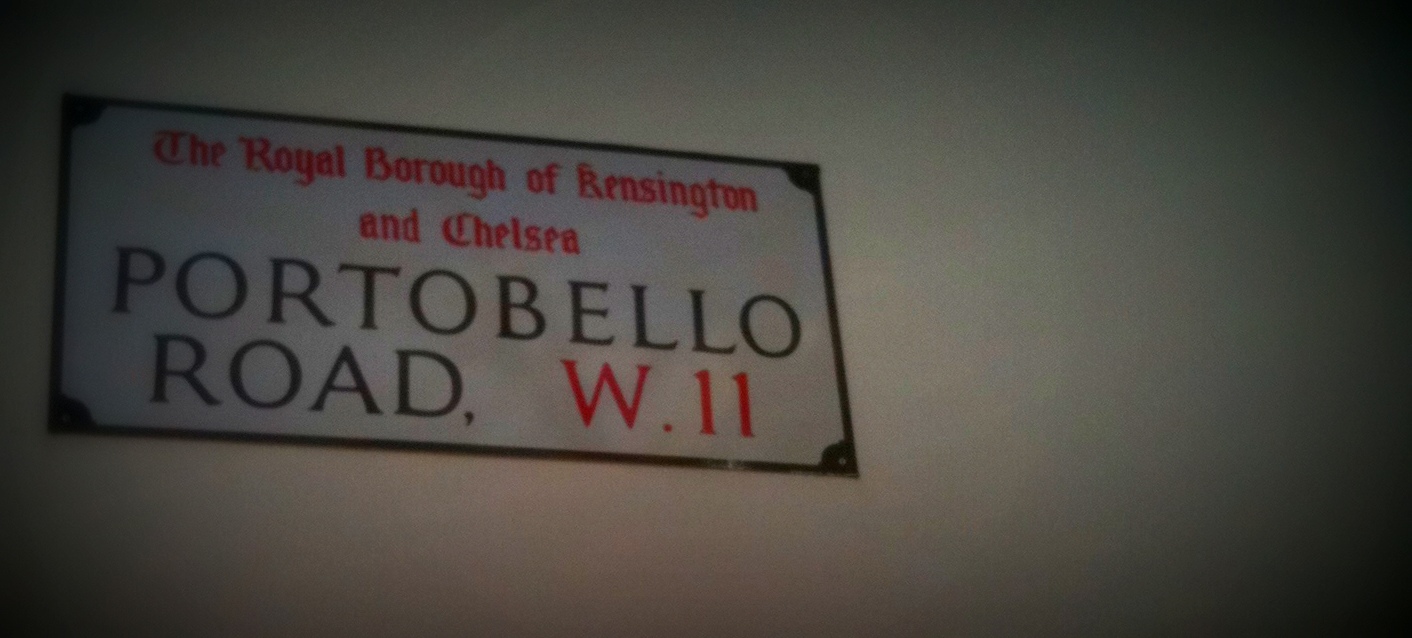 The Royal Borough of Kensington
and Chelsea
PORTOBELLO
ROAD, W.11